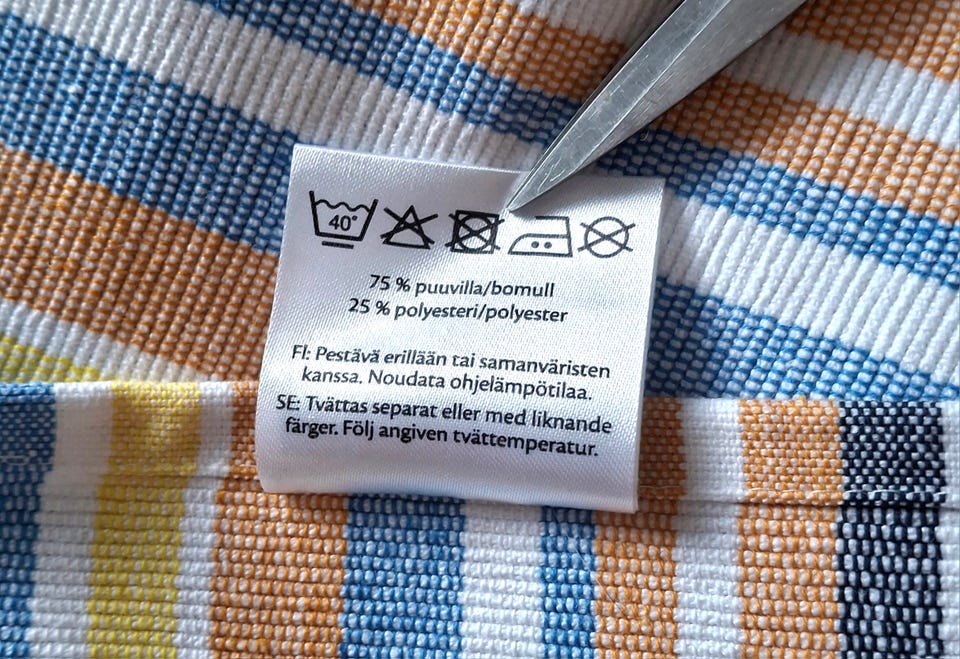 40°
75 % puuvilla/bomull
25 % polyesteri/polyester
FI: Pestävä erillään tai samanväristen
kanssa. Noudata ohjelämpötilaa.
SE: Tvättas separat eller med liknande
färger. Följ angiven tvättemperatur.